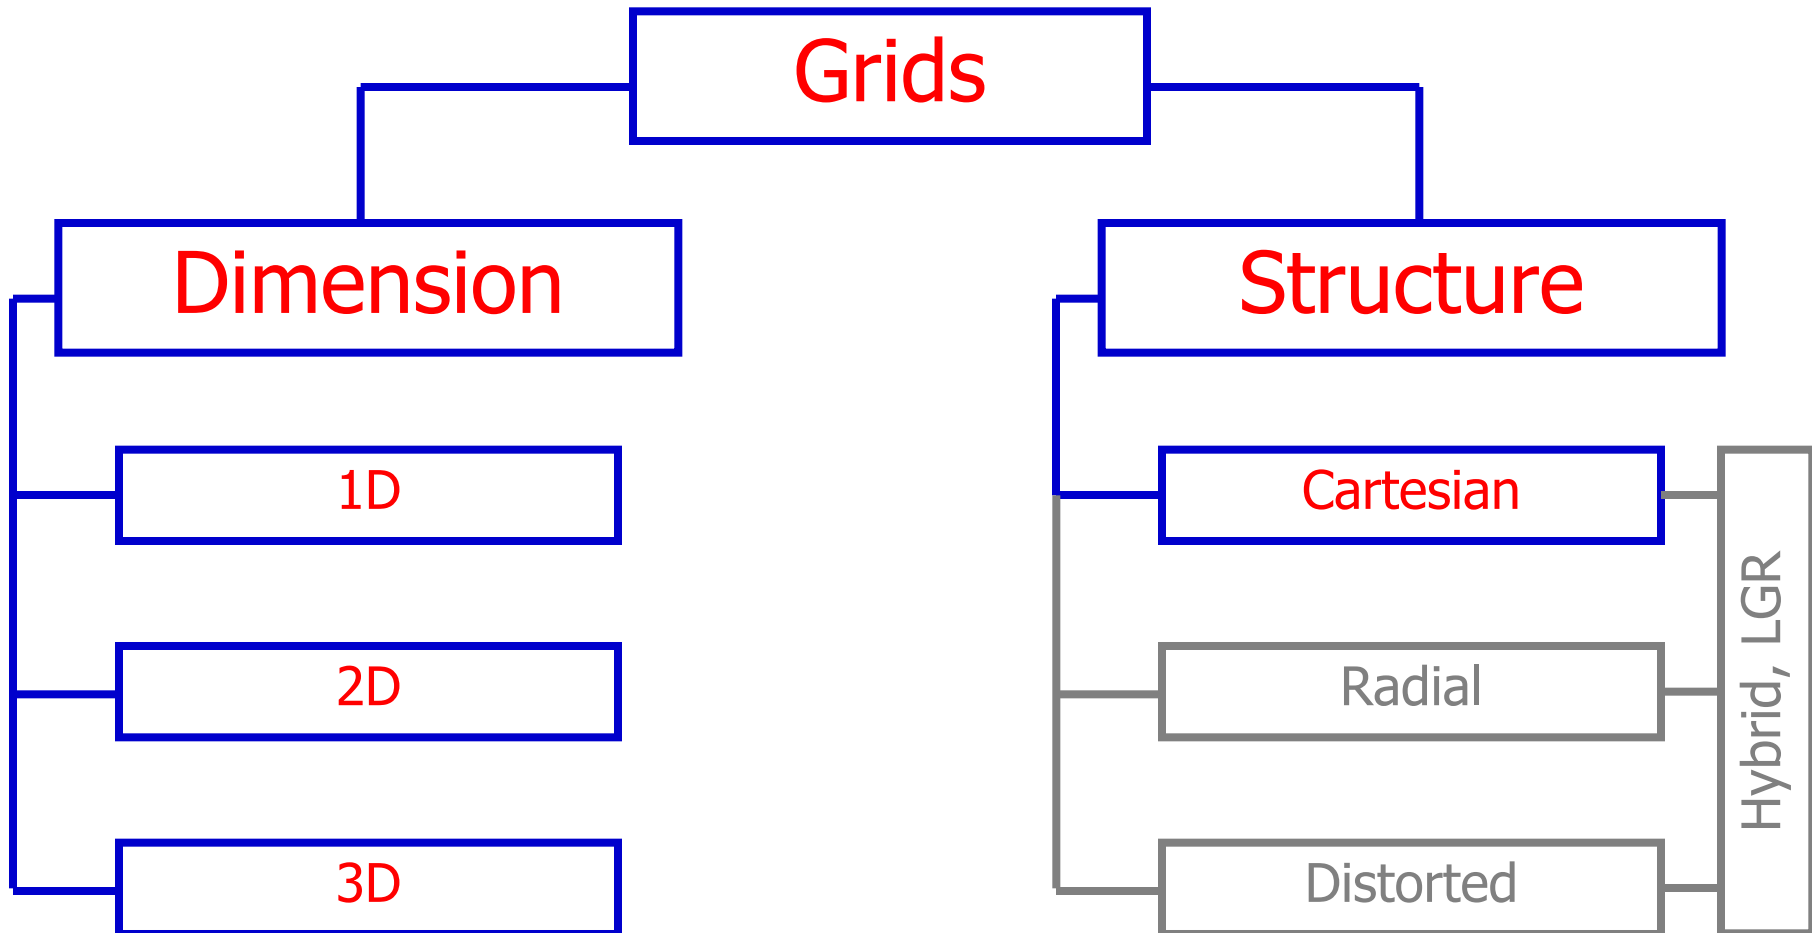 Grids
Dimension
Structure
1D
2D
3D
Cartesian
Radial
Distorted
Hybrid, LGR